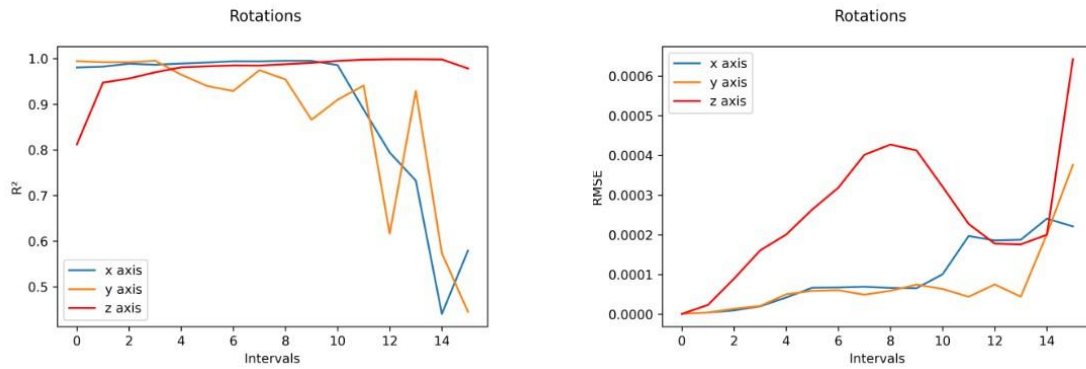 Rotations
1.0
0.9
0.8
0.7
0.6
0.5
R²
x axis
y axis
z axis
0 2 4 6 8 10 12 14
Intervals
Rotations
x axis
y axis
z axis
0.0006
0.0005
0.0004
0.0003
0.0002
0.0001
0.0000
RMSE
0 2 4 6 8 10 12 14
Intervals